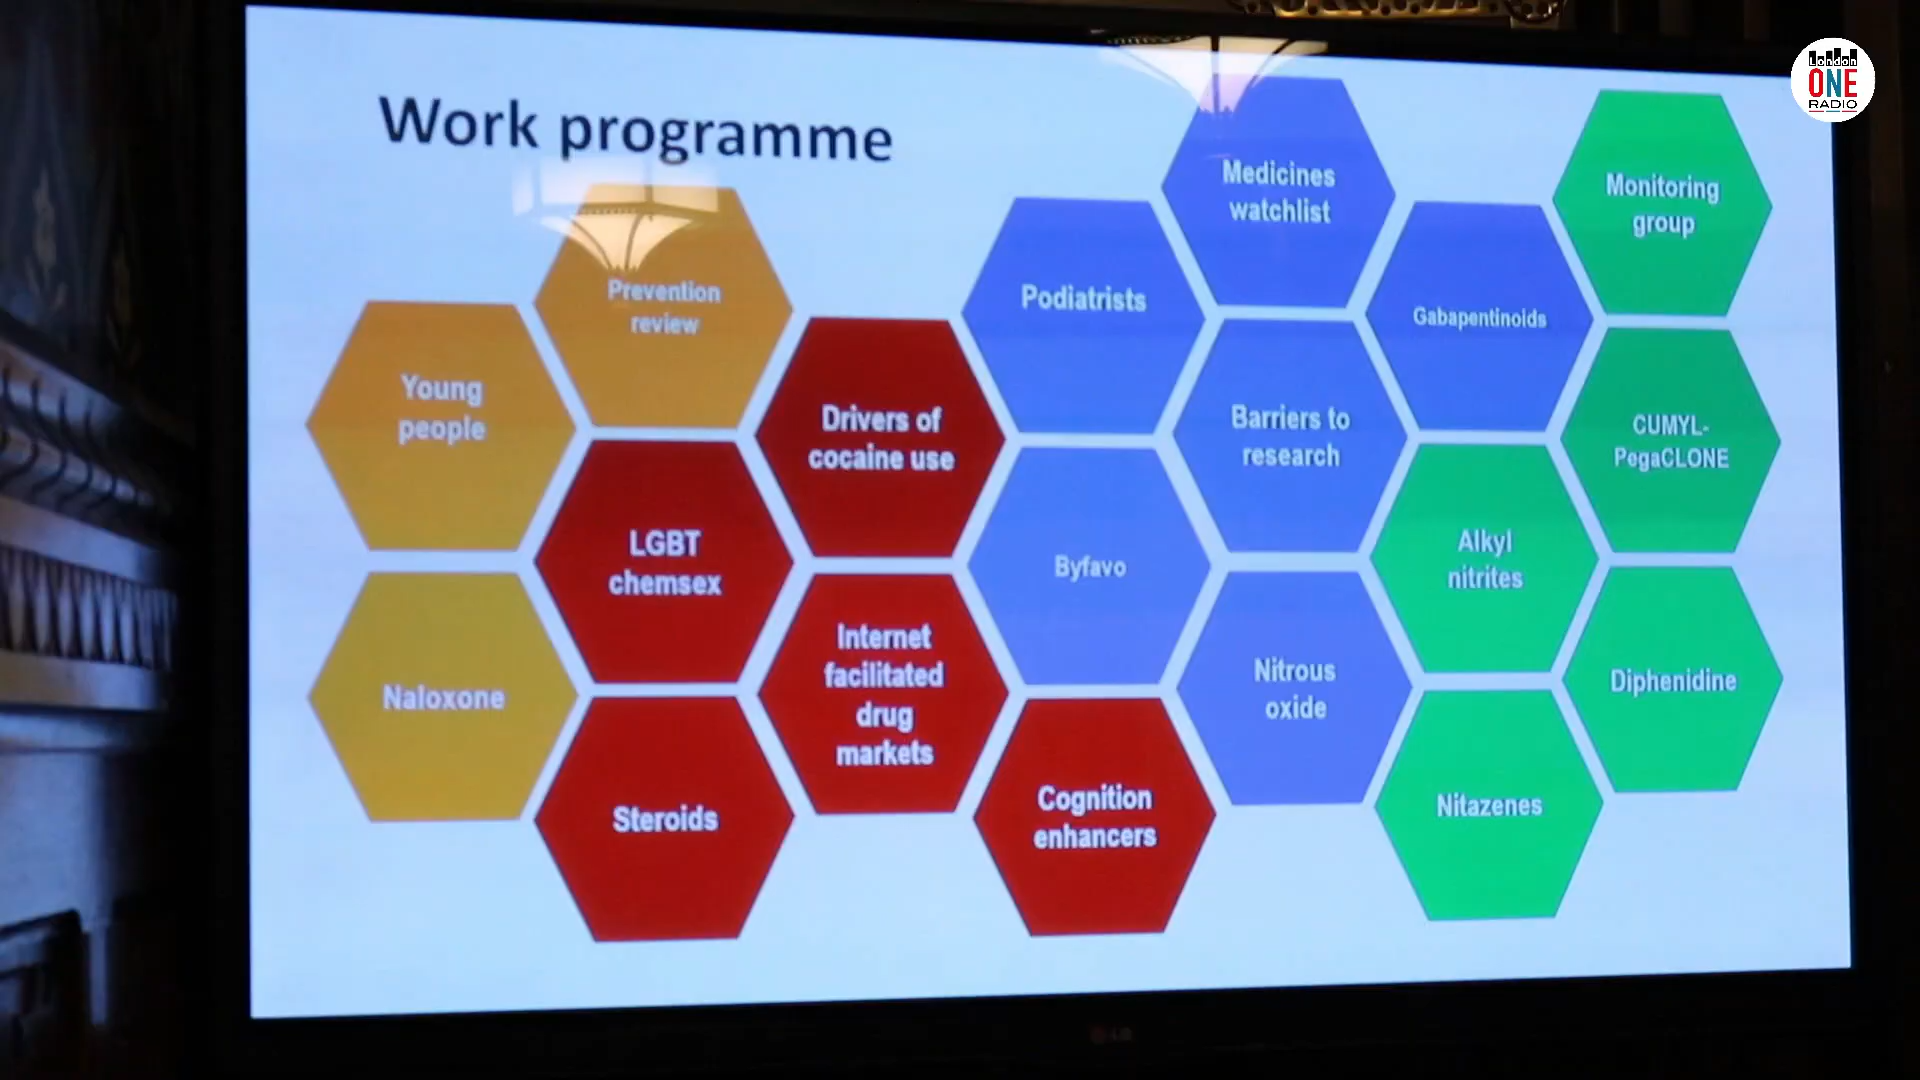 Work programme
London
ONE
RADIO
Prevention
review
Young
people
Naloxone
Drivers of
cocaine use
LGBT
chemsex
Internet
facilitated
drug
markets
Steroids
Cognition
enhancers
Podiatrists
Medicines
watchlist
Gabapentinoids
Barriers to
research
Byfavo
Nitrous
oxide
Monitoring
group
CUMYL-
PegaCLONE
Alkyl
nitrites
Diphenidine
Nitazenes
LG